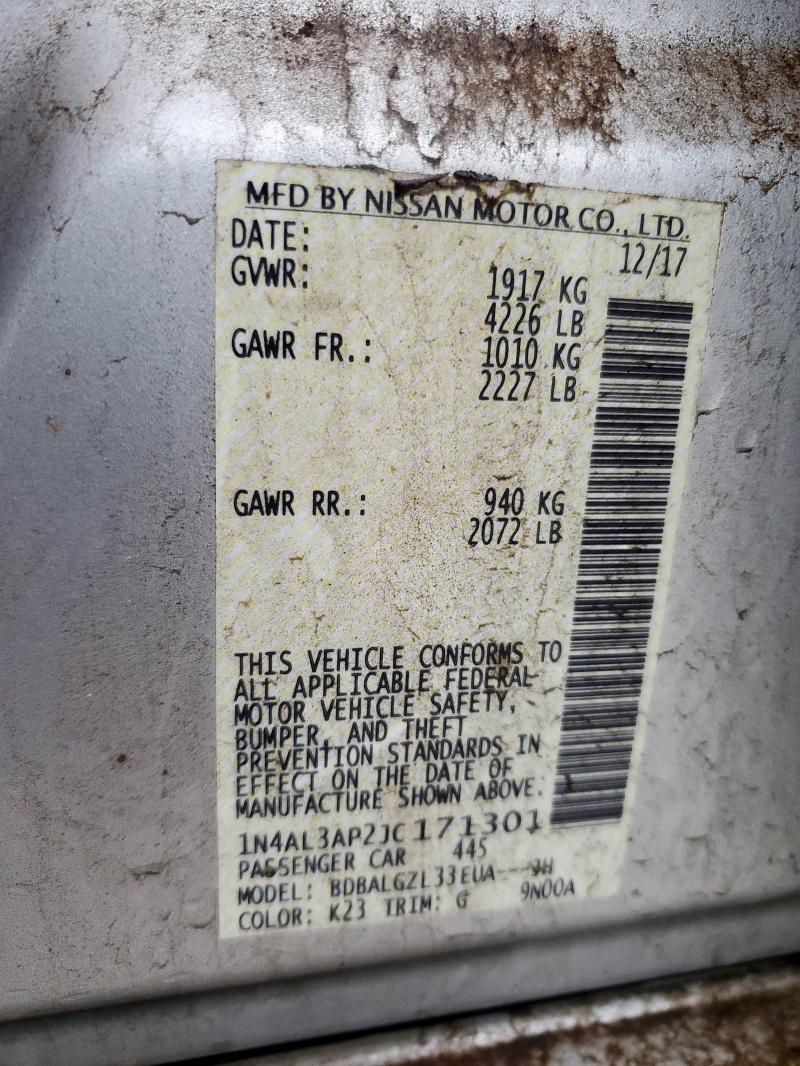 MFD BY NISSAN MOTOR CO., LTD.
DATE: 12/17
GVWR: 1917 KG
4226 LB
GAWR FR.: 1010 KG
2227 LB
GAWR RR.: 940 KG
2072 LB
THIS VEHICLE CONFORMS TO
ALL APPLICABLE FEDERAL
MOTOR VEHICLE SAFETY,
BUMPER, AND THEFT
PREVENTION STANDARDS IN
EFFECT ON THE DATE OF
MANUFACTURE SHOWN ABOVE.
1N4AL3AP2JC171301
PASSENGER CAR 445
MODEL: BDBALGZL33EUA---
COLOR: K23 TRIM: G 9N00A